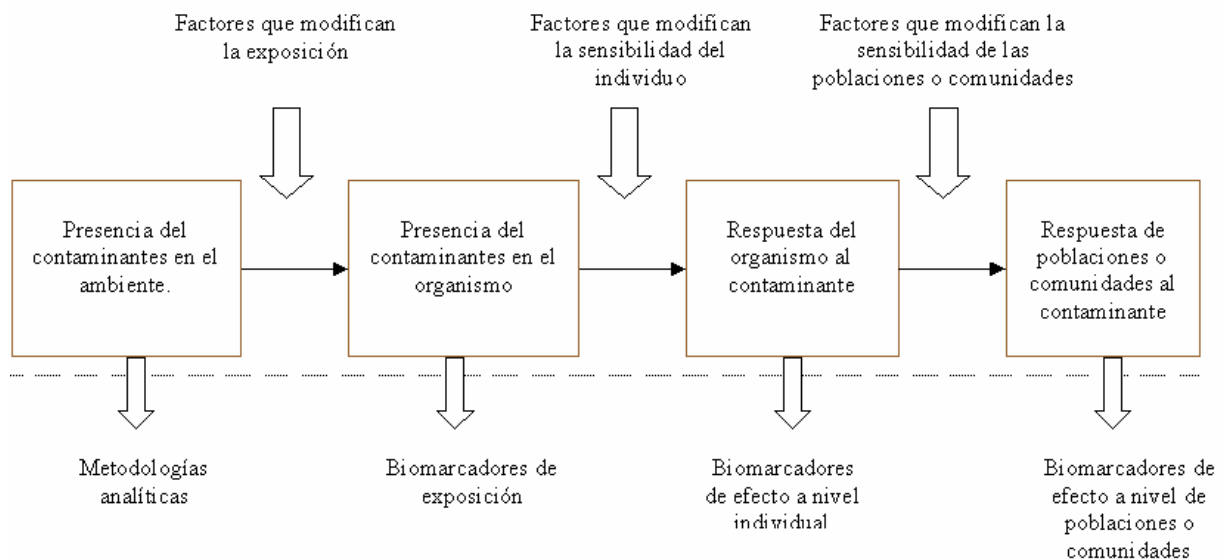 Factores que modifican
la exposición
Factores que modifican
la sensibilidad del
individuo
Factores que modifican la
sensibilidad de las
poblaciones o comunidades
Presencia del
contaminantes en el
ambiente.
Presencia del
contaminantes en el
organismo
Respuesta del
organismo al
contaminante
Respuesta de
poblaciones o
comunidades al
contaminante
Metodologías
analíticas
Biomarcadores de
exposición
Biomarcadores
de efecto a nivel
individual
Biomarcadores de
efecto a nivel de
poblaciones o
comunidades